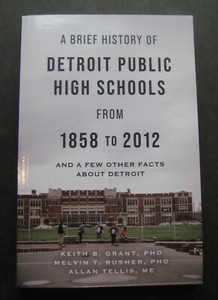 A BRIEF HISTORY OF
DETROIT PUBLIC
HIGH SCHOOLS
FROM
1858 TO 2012
AND A FEW OTHER FACTS
ABOUT DETROIT
KEITH B. GRANT, PHD
MELVIN T. RUSHER, PHD
ALLAN TELLIS, ME